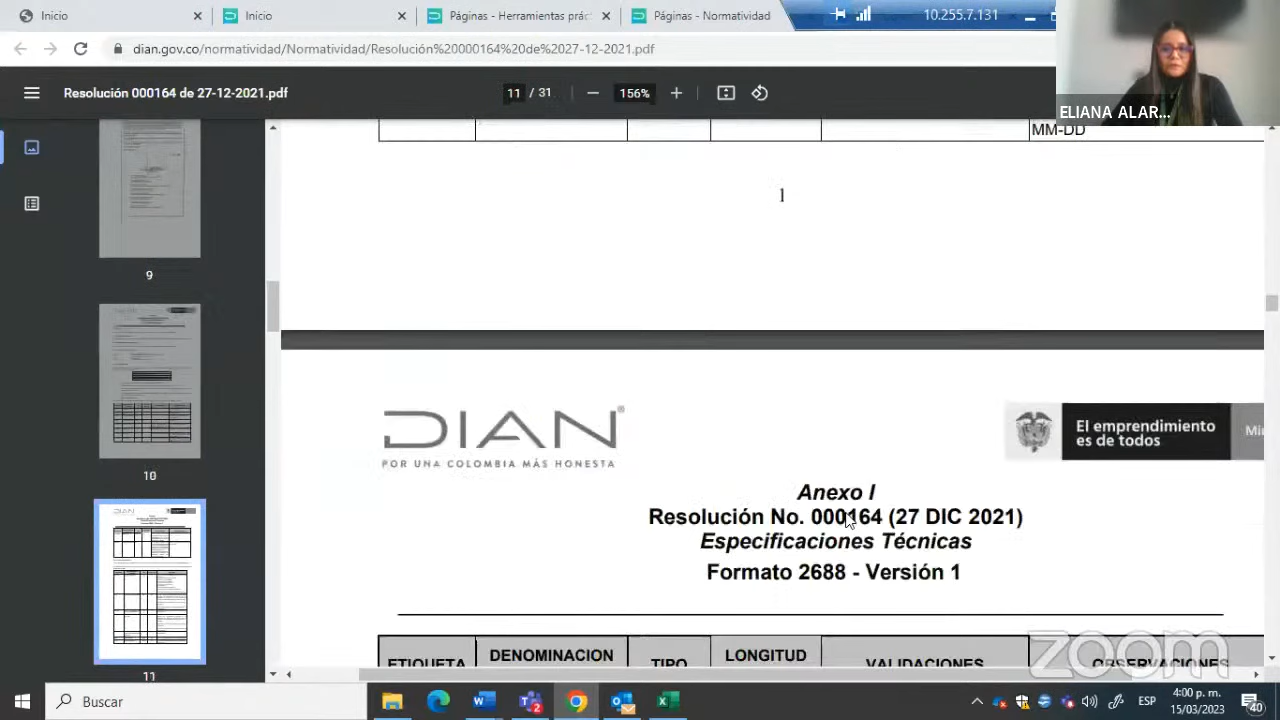 Inicio
Inicio
Páginas - Herramientas prác
Páginas - Normatividad
10.255.7.131
dian.gov.co/normatividad/Normatividad/Resolución%20000164%20de%2027-12-2021.pdf
Resolución 000164 de 27-12-2021.pdf
11 / 31
156%
ELIANA ALAR...
MM-DD
1
9
10
11
DIAN®
POR UNA COLOMBIA MÁS HONESTA
El emprendimiento
es de todos
Anexo I
Resolución No. 000164 (27 DIC 2021)
Especificaciones Técnicas
Formato 2688 - Versión 1
ETIQUETA
DENOMINACION
TIPO
LONGITUD
VALIDACIONES
OBSERVACIONES
zoom
Buscar
ESP
4:00 p. m.
15/03/2023
40